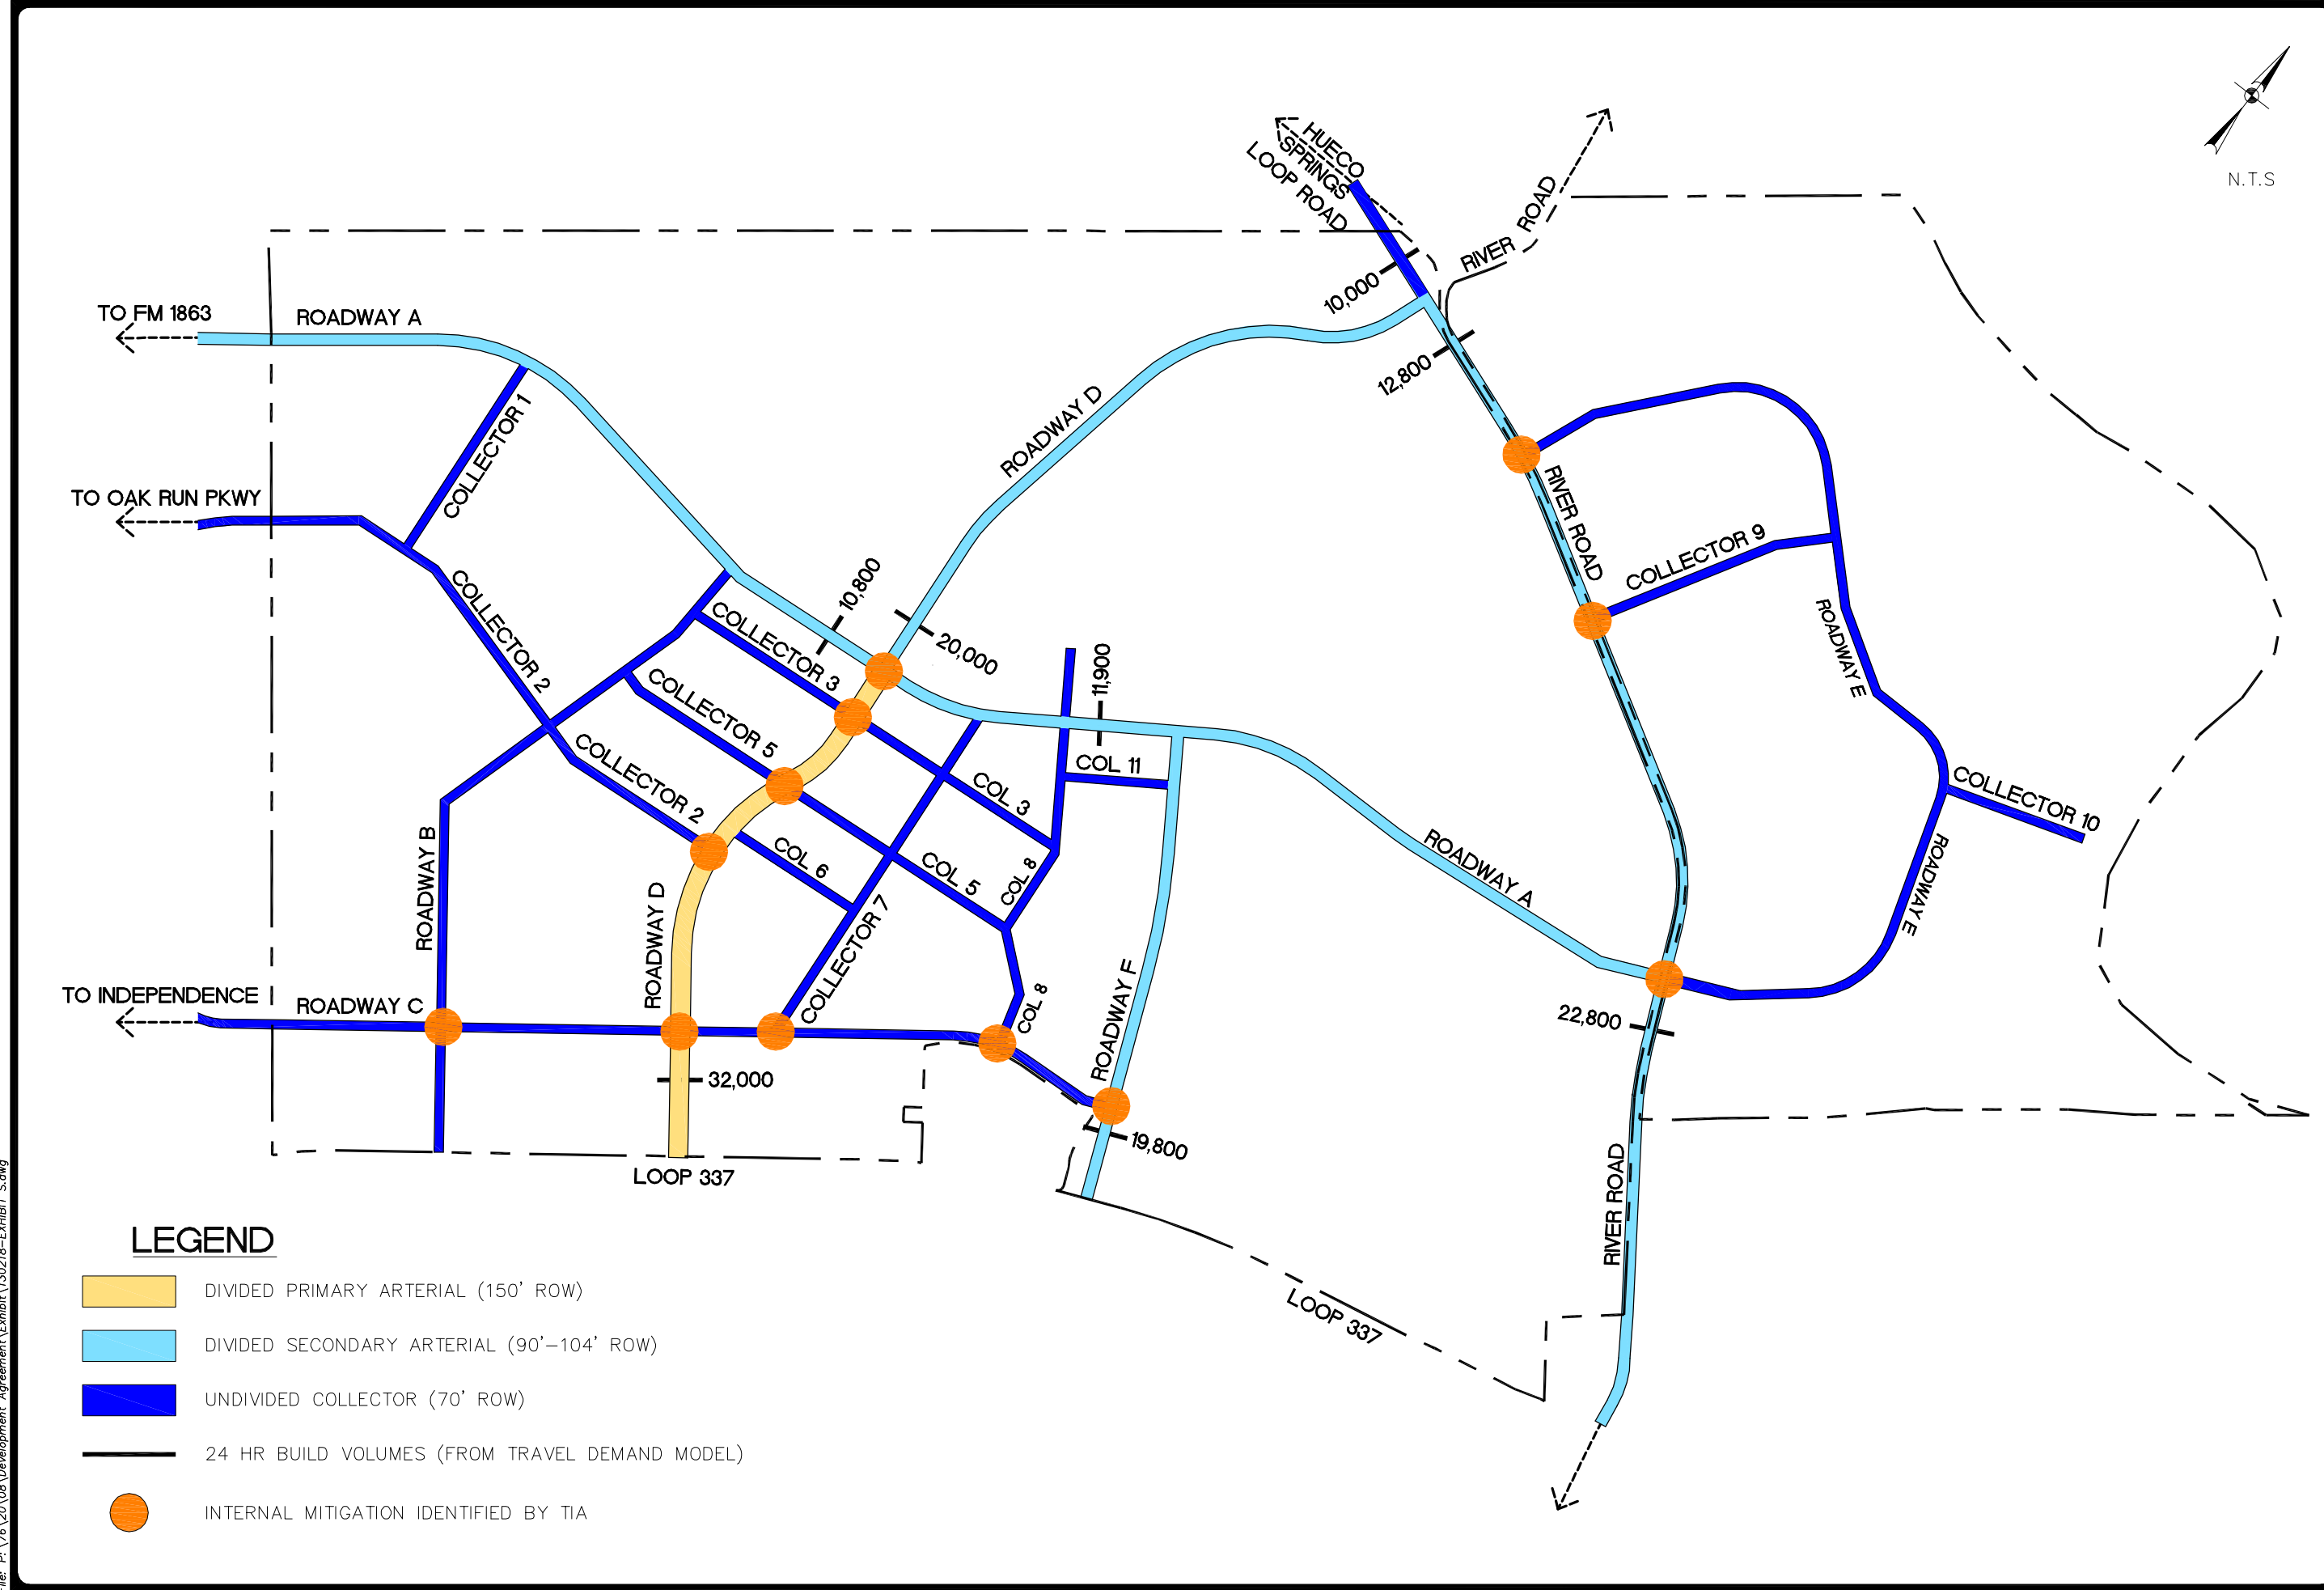 N.T.S
HUECO
SPRINGS
LOOP ROAD
RIVER ROAD
10,000
12,800
TO FM 1863
ROADWAY A
COLLECTOR 1
ROADWAY D
TO OAK RUN PKWY
COLLECTOR 2
COLLECTOR 3
10,800
20,000
11,900
RIVER ROAD
COLLECTOR 9
ROADWAY E
COLLECTOR 5
COLLECTOR 2
COL 3
COL 11
COL 6
COL 5
COL 8
COLLECTOR 10
ROADWAY A
ROADWAY E
ROADWAY B
ROADWAY D
COLLECTOR 7
COL 8
ROADWAY F
TO INDEPENDENCE
ROADWAY C
22,800
32,000
19,800
LOOP 337
RIVER ROAD
LOOP 337
LEGEND
DIVIDED PRIMARY ARTERIAL (150' ROW)
DIVIDED SECONDARY ARTERIAL (90'-104' ROW)
UNDIVIDED COLLECTOR (70' ROW)
24 HR BUILD VOLUMES (FROM TRAVEL DEMAND MODEL)
INTERNAL MITIGATION IDENTIFIED BY TIA